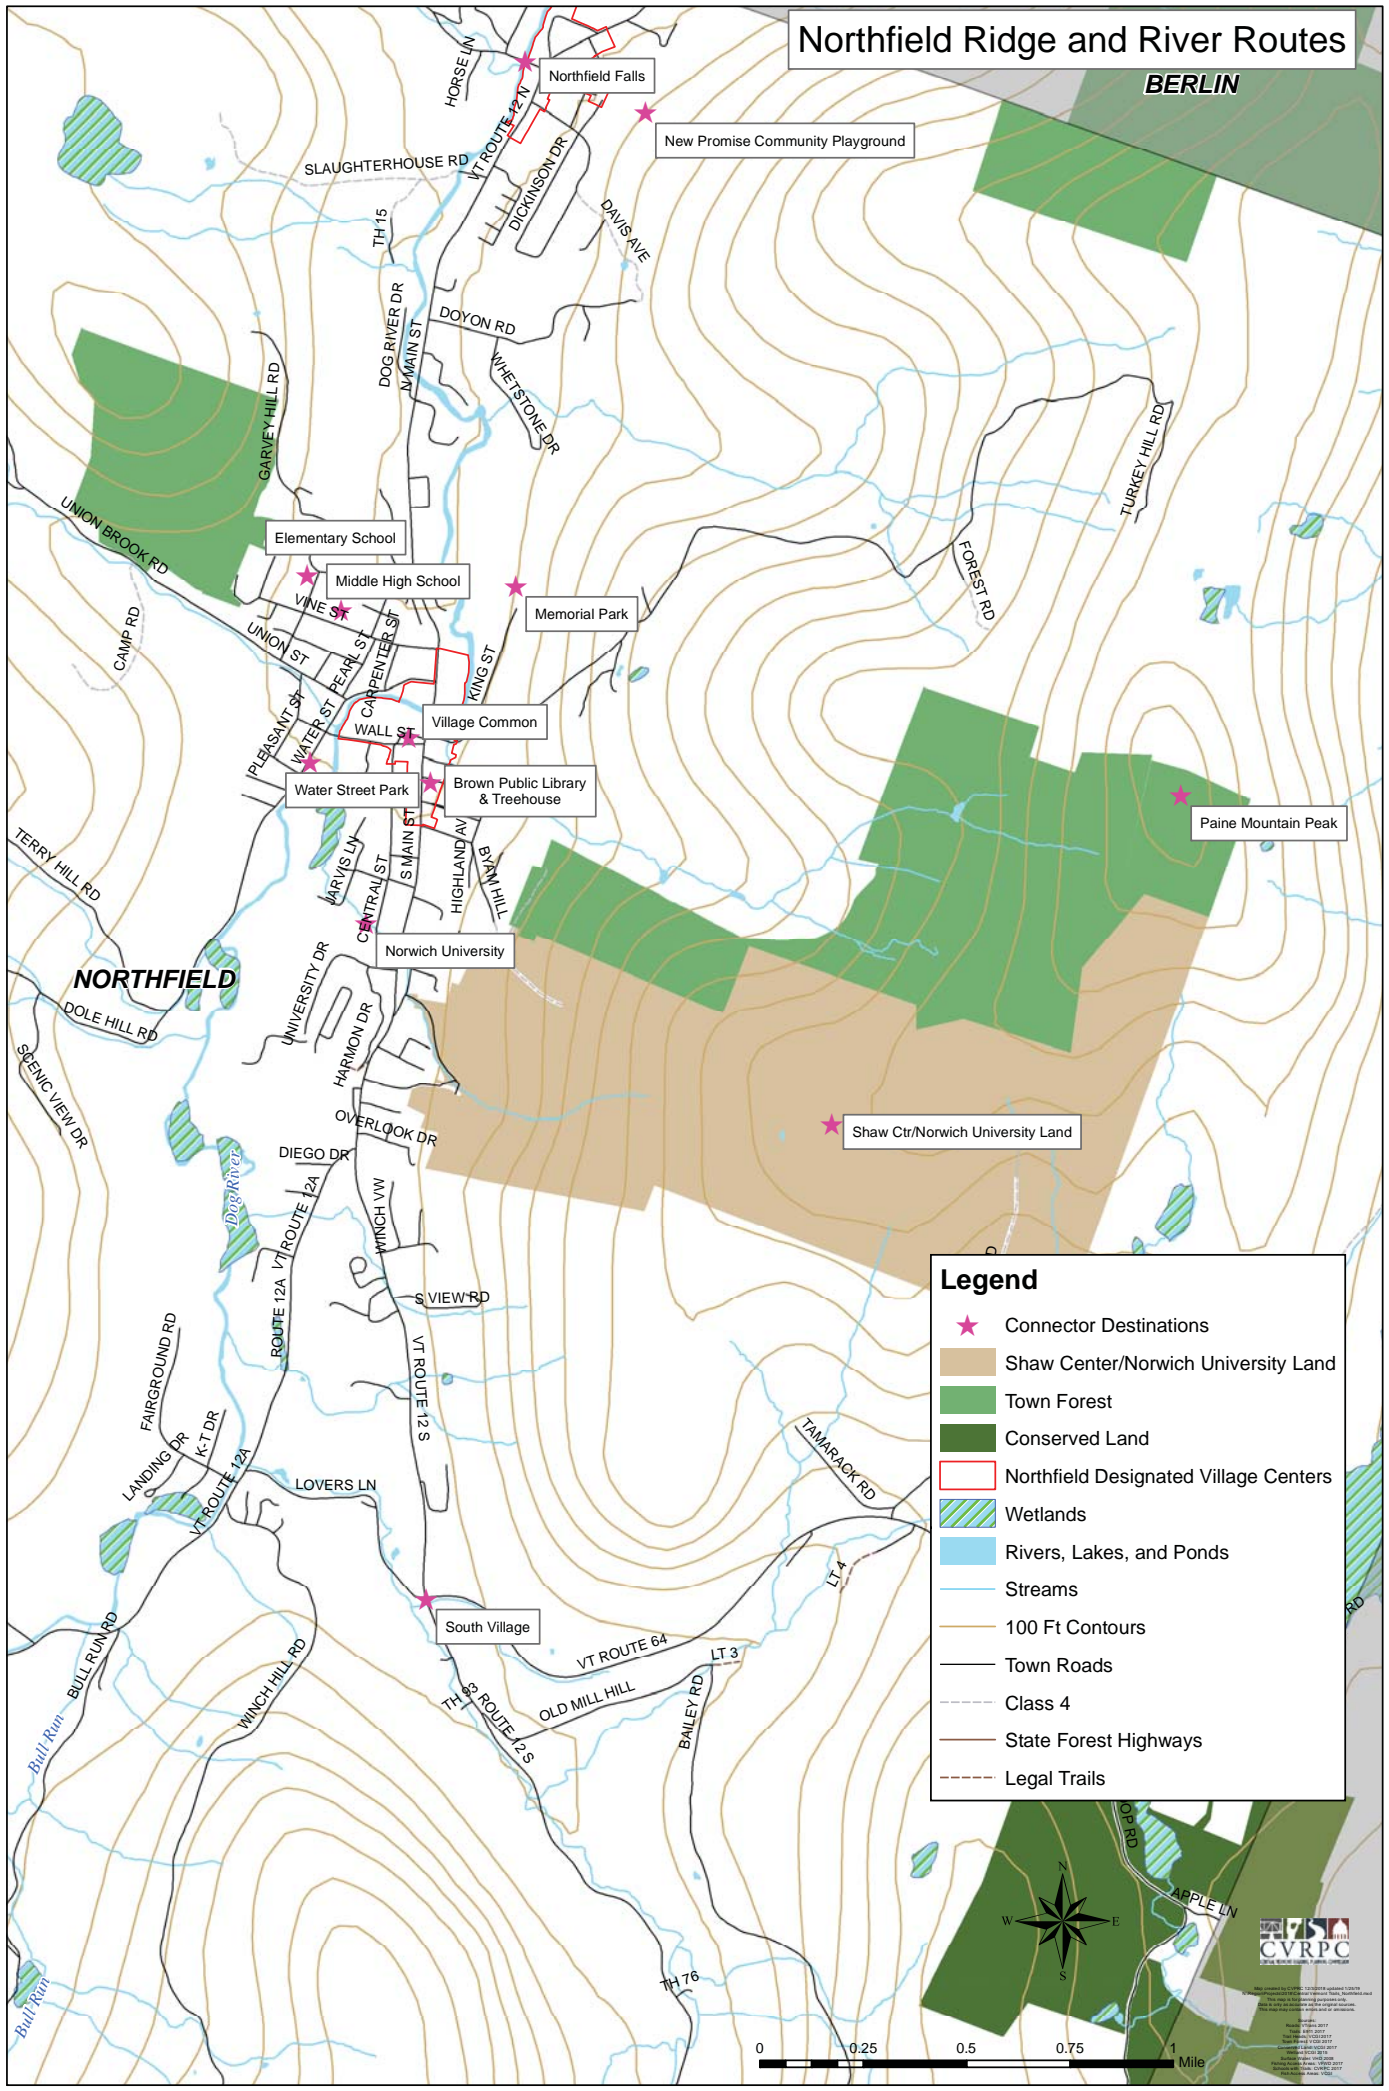 Northfield Ridge and River Routes
BERLIN
HORSE LN
Northfield Falls
VT ROUTE 12 N
New Promise Community Playground
SLAUGHTERHOUSE RD
DICKINSON DR
TH 15
DAVIS AVE
DOG RIVER DR
N MAIN ST
DOYON RD
WHETSTONE DR
GARVEY HILL RD
TURKEY HILL RD
UNION BROOK RD
Elementary School
Middle High School
FOREST RD
VINE ST
Memorial Park
CAMP RD
UNION ST
PEARL ST
CARPENTER ST
KING ST
PLEASANT ST
WATER ST
WALL ST
Village Common
Water Street Park
Brown Public Library
& Treehouse
Paine Mountain Peak
TERRY HILL RD
JARVIS LN
CENTRAL ST
S MAIN ST
HIGHLAND AV
BYAM HILL
Norwich University
NORTHFIELD
UNIVERSITY DR
DOLE HILL RD
HARMON DR
SCENIC VIEW DR
OVERLOOK DR
Shaw Ctr/Norwich University Land
DIEGO DR
Dog River
VT ROUTE 12A
WINCH VW
D
ROUTE 12A
S VIEW RD
FAIRGROUND RD
VT ROUTE 12 S
LANDING DR
K-T DR
VT ROUTE 12A
LOVERS LN
TAMARACK RD
LT 4
South Village
BULL RUN RD
WINCH HILL RD
VT ROUTE 64
LT 3
TH 93
ROUTE 12 S
OLD MILL HILL
BAILEY RD
Bull Run
RD
Legend
Connector Destinations
Shaw Center/Norwich University Land
Town Forest
Conserved Land
Northfield Designated Village Centers
Wetlands
Rivers, Lakes, and Ponds
Streams
100 Ft Contours
Town Roads
Class 4
State Forest Highways
Legal Trails
OOP RD
APPLE LN
N
W
E
S
CVRPC
TH 76
Bull Run
0
0.25
0.5
0.75
1
Mile